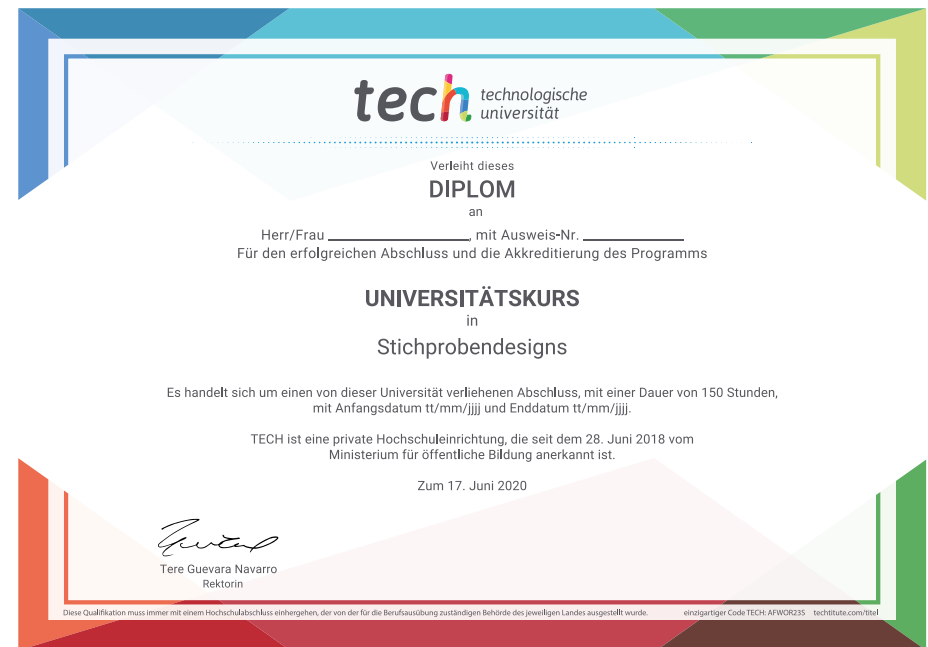 tech technologische
universität
Verleiht dieses
DIPLOM
an
Herr/Frau ____________, mit Ausweis-Nr. ____________
Für den erfolgreichen Abschluss und die Akkreditierung des Programms
UNIVERSITÄTSKURS
in
Stichprobendesigns
Es handelt sich um einen von dieser Universität verliehenen Abschluss, mit einer Dauer von 150 Stunden,
mit Anfangsdatum tt/mm/jjjj und Enddatum tt/mm/jjjj.
TECH ist eine private Hochschuleinrichtung, die seit dem 28. Juni 2018 vom
Ministerium für öffentliche Bildung anerkannt ist.
Zum 17. Juni 2020
Tere Guevara Navarro
Rektorin
Diese Qualifikation muss immer mit einem Hochschulabschluss einhergehen, der von der für die Berufsausübung zuständigen Behörde des jeweiligen Landes ausgestellt wurde. einzigartiger Code TECH: AFWOR235 techtitute.com/titel